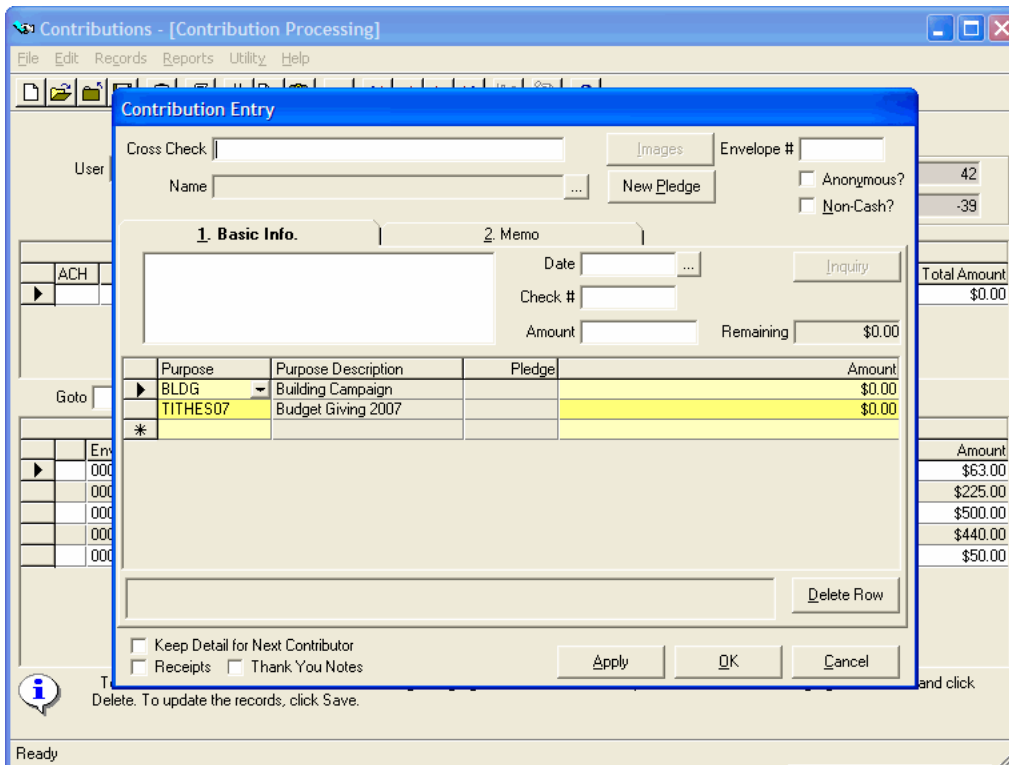 Contributions - [Contribution Processing]
File Edit Records Reports Utility Help
Contribution Entry
Cross Check
Images
Envelope #
User
Name
...
New Pledge
Anonymous?
Non-Cash?
42
-39
1. Basic Info.
2. Memo
Date
...
Inquiry
ACH
Total Amount
$0.00
Check #
Amount
Remaining
$0.00
Purpose Purpose Description Pledge Amount
BLDG Building Campaign $0.00
TITHES07 Budget Giving 2007 $0.00
*
Goto
Amount
$63.00
$225.00
$500.00
$440.00
$50.00
Delete Row
Keep Detail for Next Contributor
Receipts Thank You Notes
Apply OK Cancel
and click
Delete. To update the records, click Save.
Ready